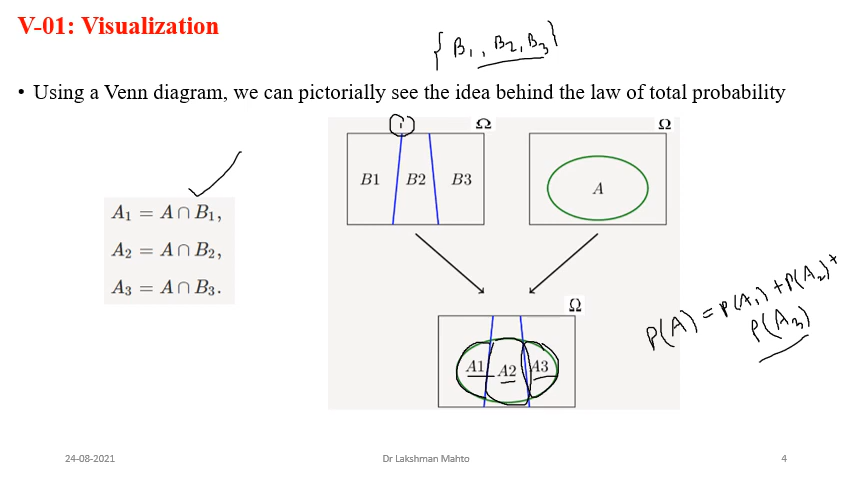 V-01: Visualization
{B₁, B₂, B₃}
• Using a Venn diagram, we can pictorially see the idea behind the law of total probability
1
Ω
Ω
B1 B2 B3
A
A₁ = A ∩ B₁,
A₂ = A ∩ B₂,
A₃ = A ∩ B₃.
Ω
A1 A2 A3
P(A) = P(A₁) + P(A₂) +
P(A₃)
24-08-2021
Dr Lakshman Mahto
4